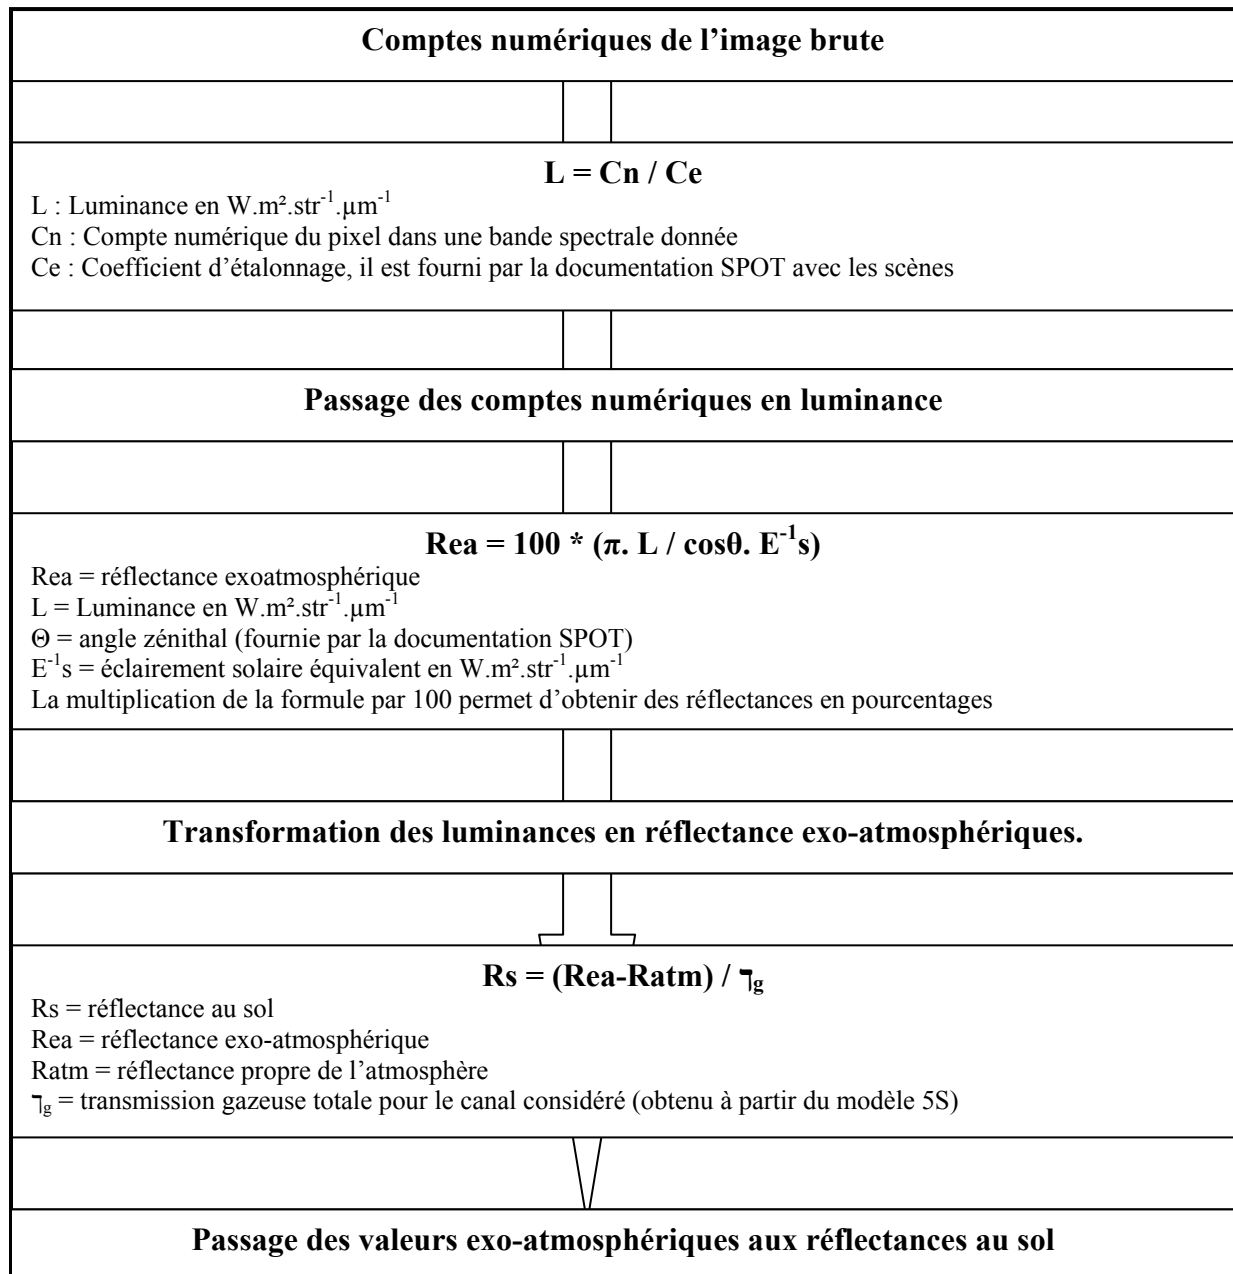 Comptes numériques de l’image brute
L = Cn / Ce
L : Luminance en W.m².str⁻¹.µm⁻¹
Cn : Compte numérique du pixel dans une bande spectrale donnée
Ce : Coefficient d’étalonnage, il est fourni par la documentation SPOT avec les scènes
Passage des comptes numériques en luminance
Rea = 100 * (π. L / cosθ. E⁻¹s)
Rea = réflectance exoatmosphérique
L = Luminance en W.m².str⁻¹.µm⁻¹
Θ = angle zénithal (fournie par la documentation SPOT)
E⁻¹s = éclairement solaire équivalent en W.m².str⁻¹.µm⁻¹
La multiplication de la formule par 100 permet d’obtenir des réflectances en pourcentages
Transformation des luminances en réflectance exo-atmosphériques.
Rs = (Rea-Ratm) / ℸg
Rs = réflectance au sol
Rea = réflectance exo-atmosphérique
Ratm = réflectance propre de l’atmosphère
ℸg = transmission gazeuse totale pour le canal considéré (obtenu à partir du modèle 5S)
Passage des valeurs exo-atmosphériques aux réflectances au sol